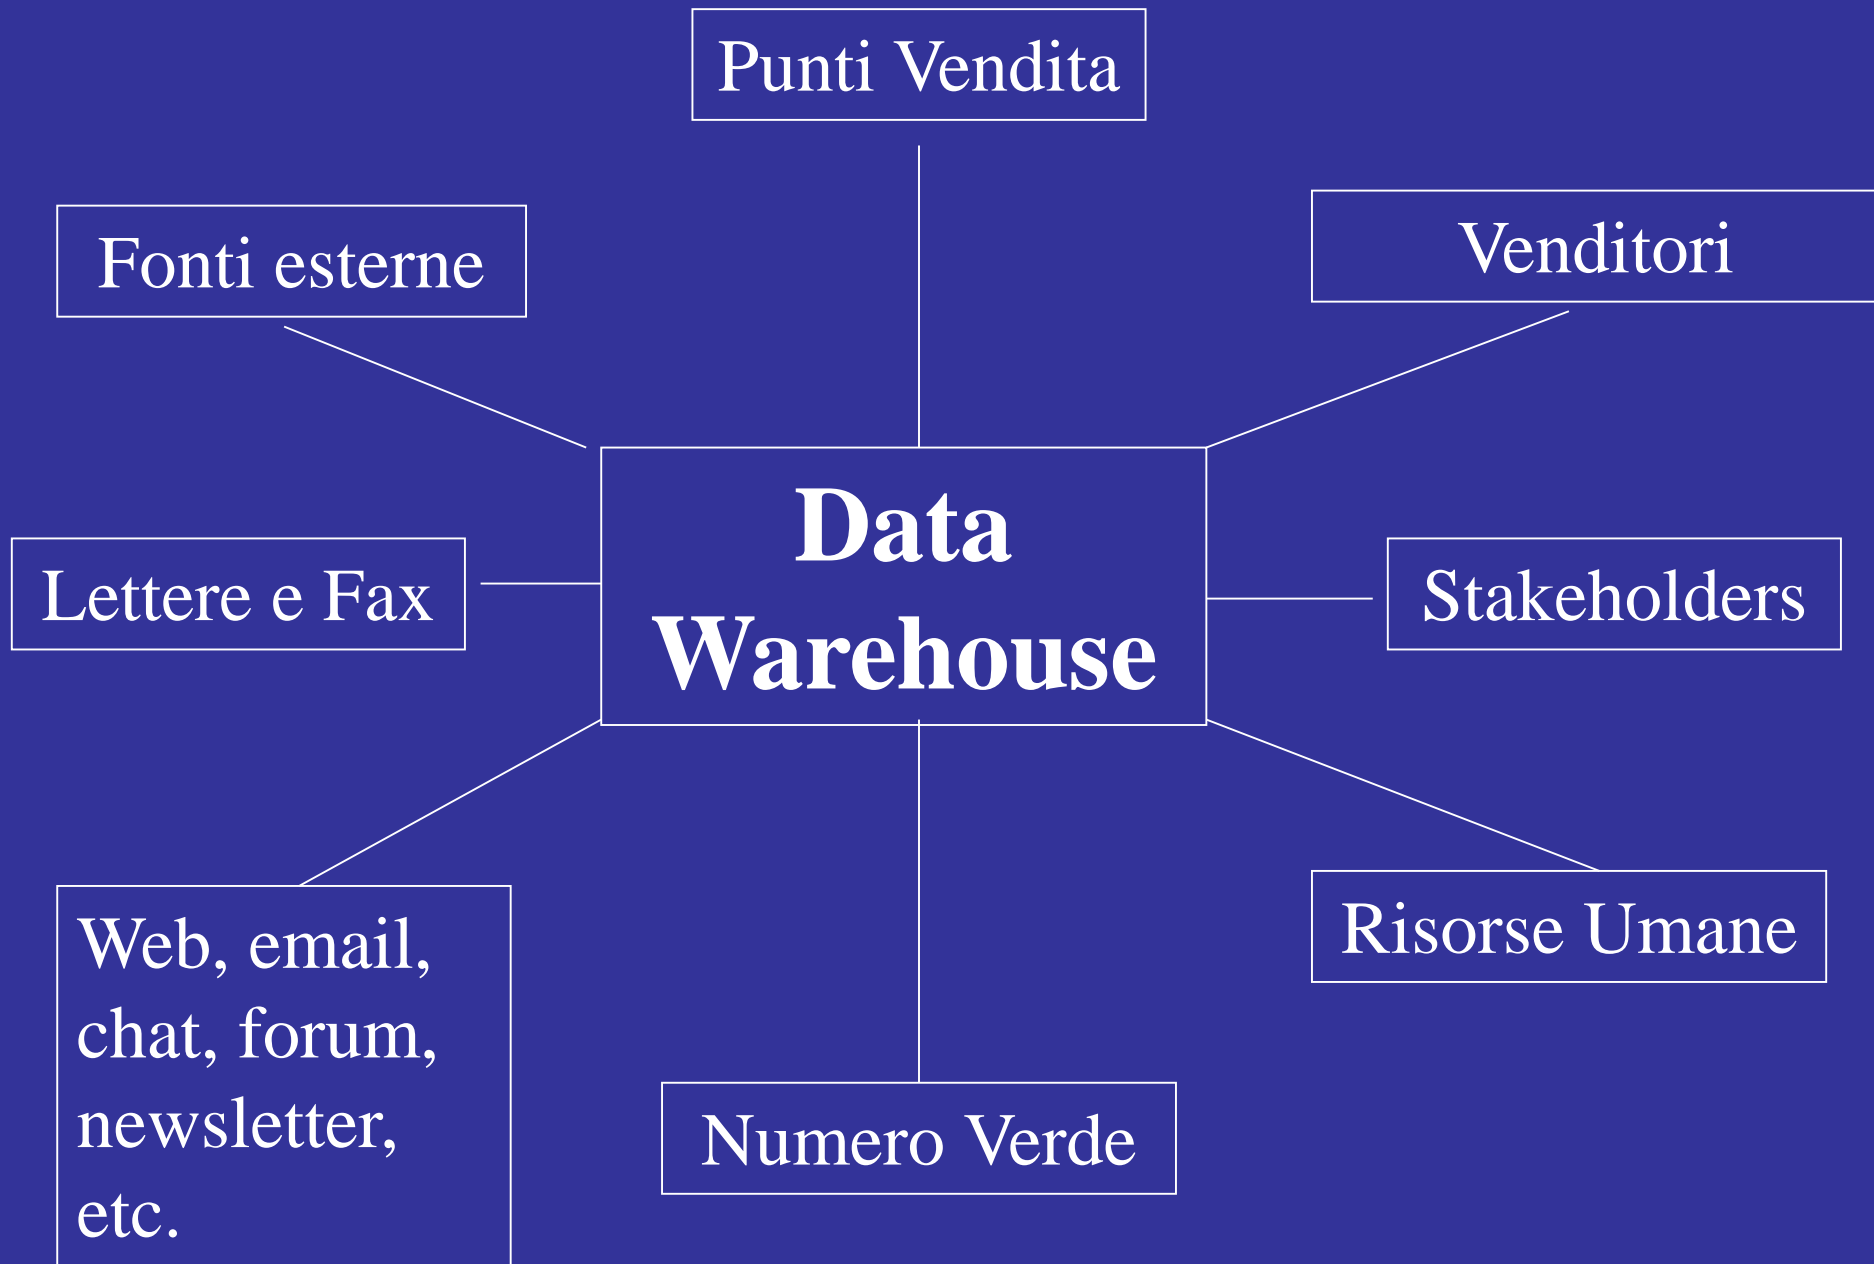 Punti Vendita
Fonti esterne
Venditori
Data
Warehouse
Lettere e Fax
Stakeholders
Web, email,
chat, forum,
newsletter,
etc.
Risorse Umane
Numero Verde